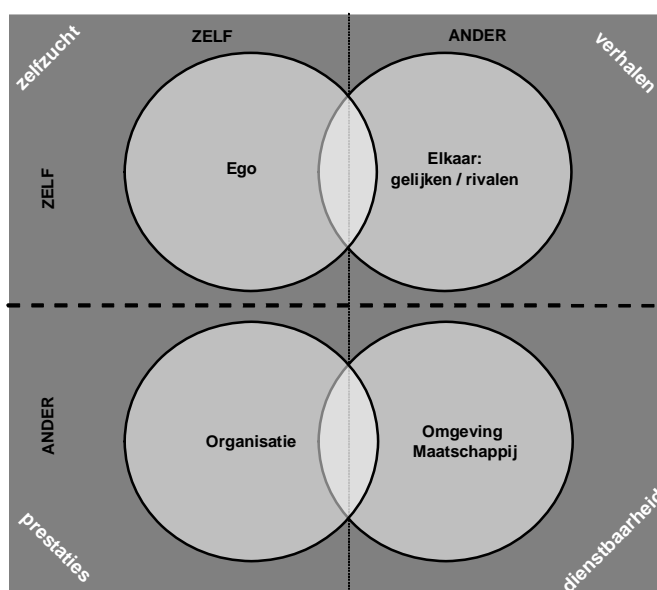 ZELF
ANDER
zelfzucht
verhalen
ZELF
Ego
Elkaar:
gelijken / rivalen
ANDER
Organisatie
Omgeving
Maatschappij
prestaties
dienstbaarheid